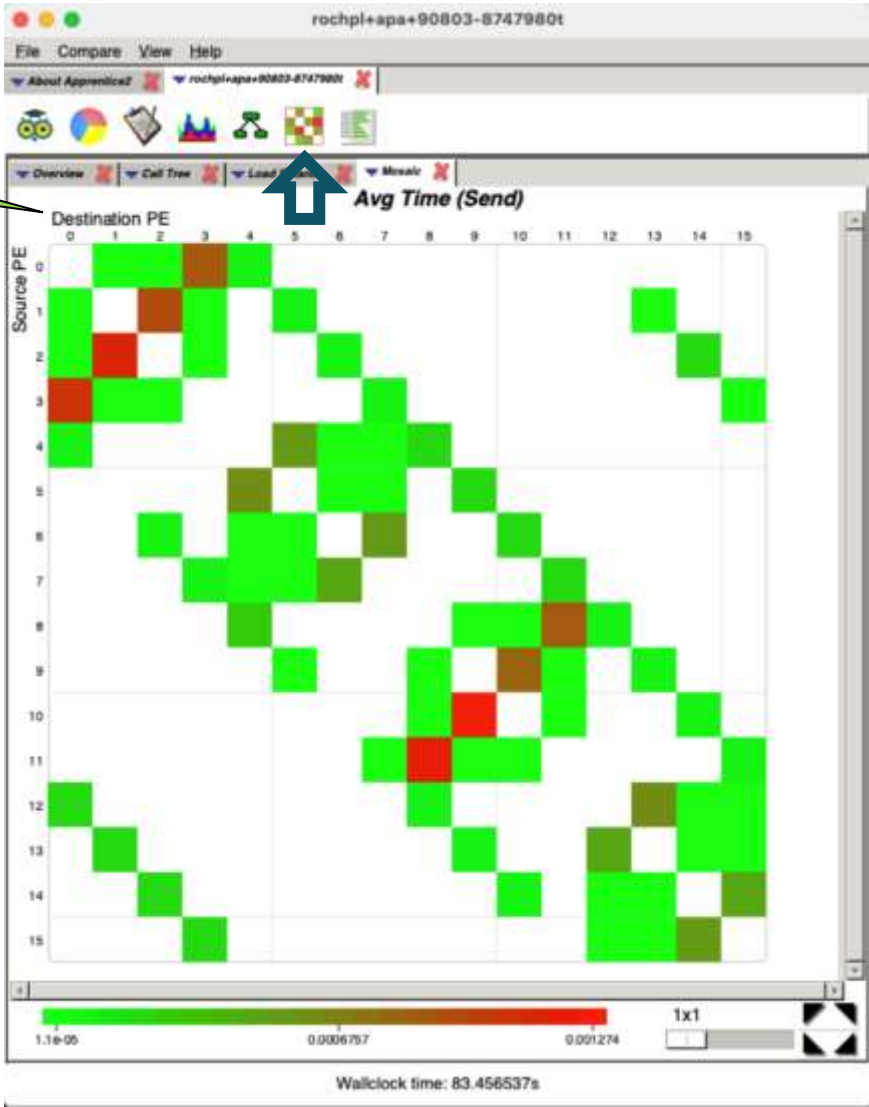 rochpl+apa+90803-8747980t
File Compare View Help
About Apprentice2 rochpl+apa+90803-8747980t
Overview Call Tree Load Mosaic
Avg Time (Send)
Destination PE
0 1 2 3 4 5 6 7 8 9 10 11 12 13 14 15
Source PE
0
1
2
3
4
5
6
7
8
9
10
11
12
13
14
15
1.1e-05 0.0006757 0.001274
1x1
Wallclock time: 83.456537s